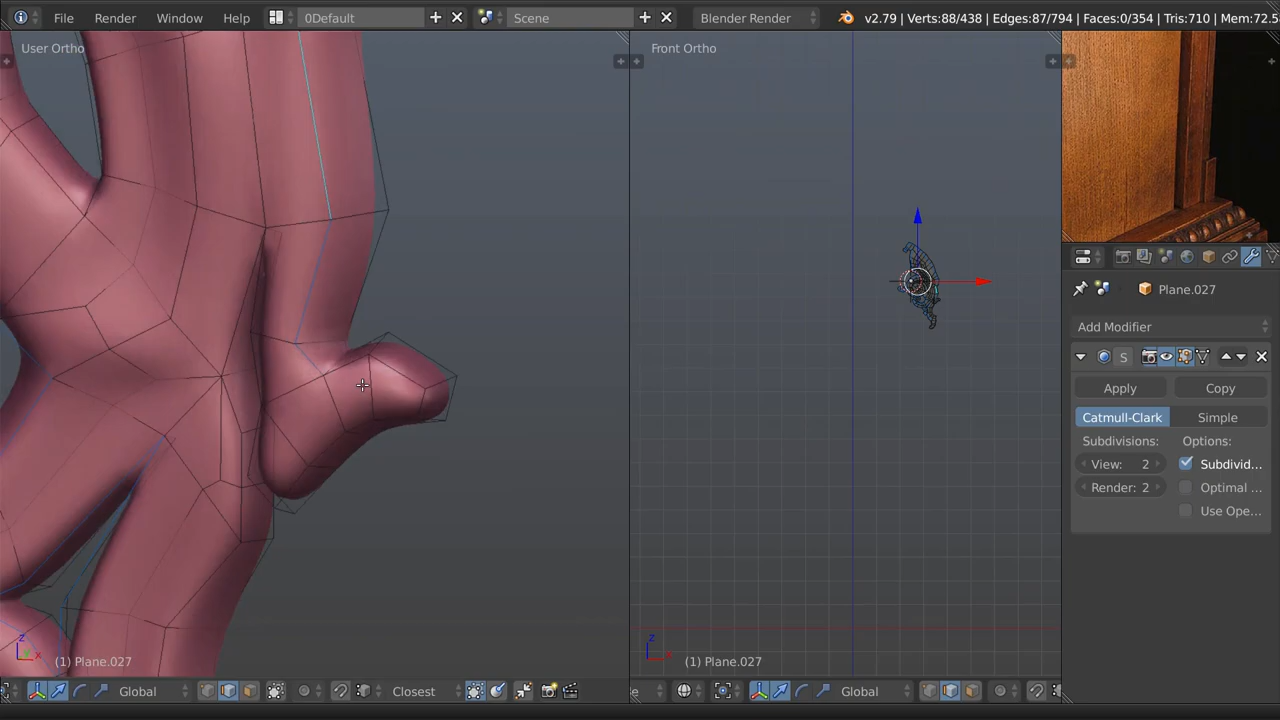 File Render Window Help 0Default Scene Blender Render v2.79 | Verts:88/438 | Edges:87/794 | Faces:0/354 | Tris:710 | Mem:72.5
User Ortho
Front Ortho
Plane.027
Add Modifier
S
Apply Copy
Catmull-Clark Simple
Subdivisions: Options:
View: 2 Subdivid...
Render: 2 Optimal ...
Use Ope...
z
x
(1) Plane.027
z
x
(1) Plane.027
Global Closest
e Global